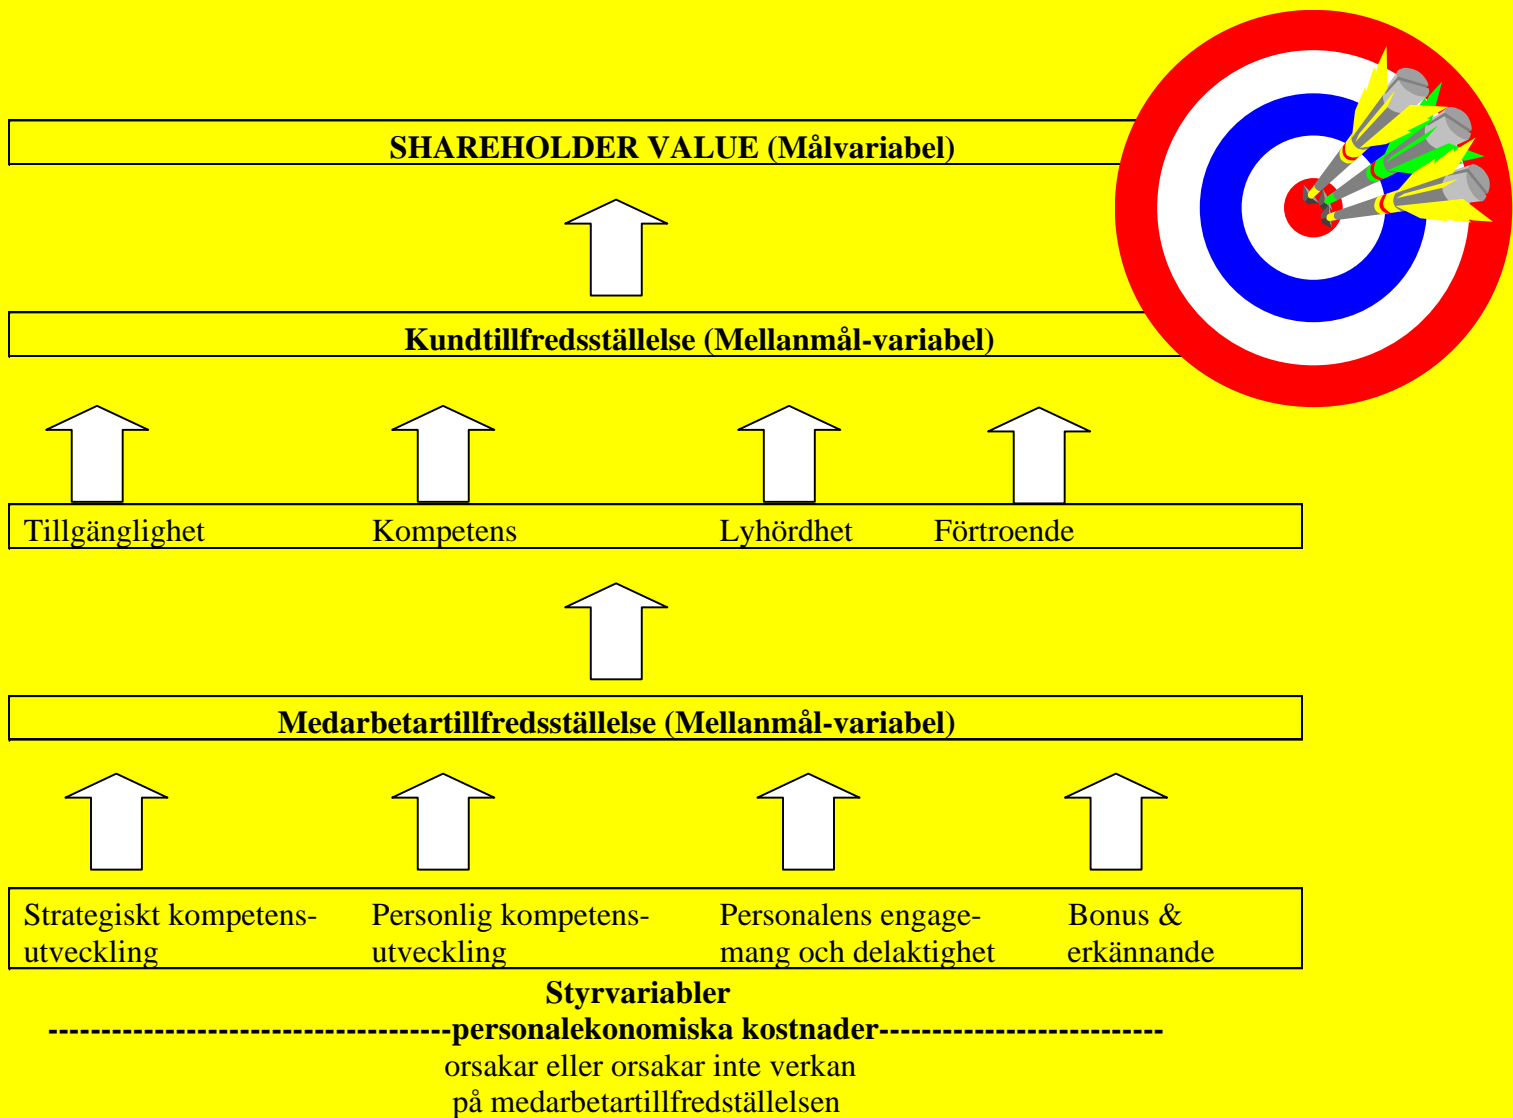 SHAREHOLDER VALUE (Målvariabel)
Kundtillfredsställelse (Mellanmål-variabel)
Tillgänglighet Kompetens Lyhördhet Förtroende
Medarbetartillfredsställelse (Mellanmål-variabel)
Strategiskt kompetens- Personlig kompetens- Personalens engage- Bonus &
utveckling utveckling mang och delaktighet erkännande
Styrvariabler
--------------------------------------personalekonomiska kostnader---------------------------
orsakar eller orsakar inte verkan
på medarbetartillfredställelsen